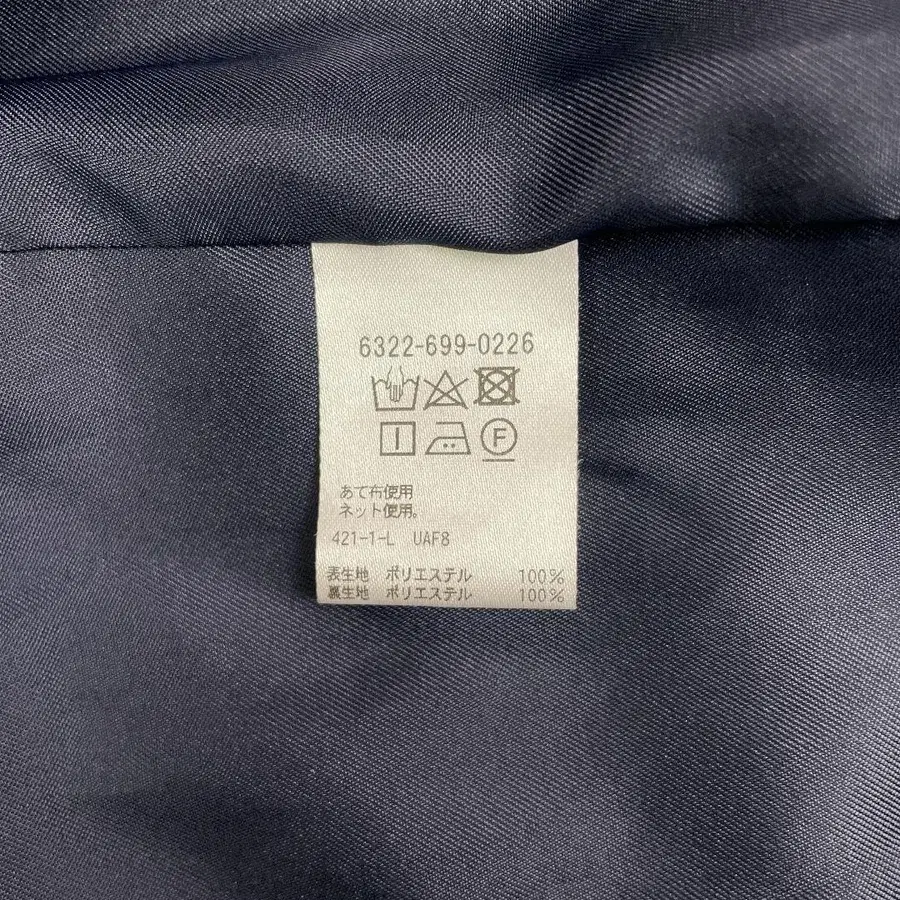 6322-699-0226
F
あて布使用
ネット使用。
421-1-L UAF8
表生地 ポリエステル 100%
裏生地 ポリエステル 100%